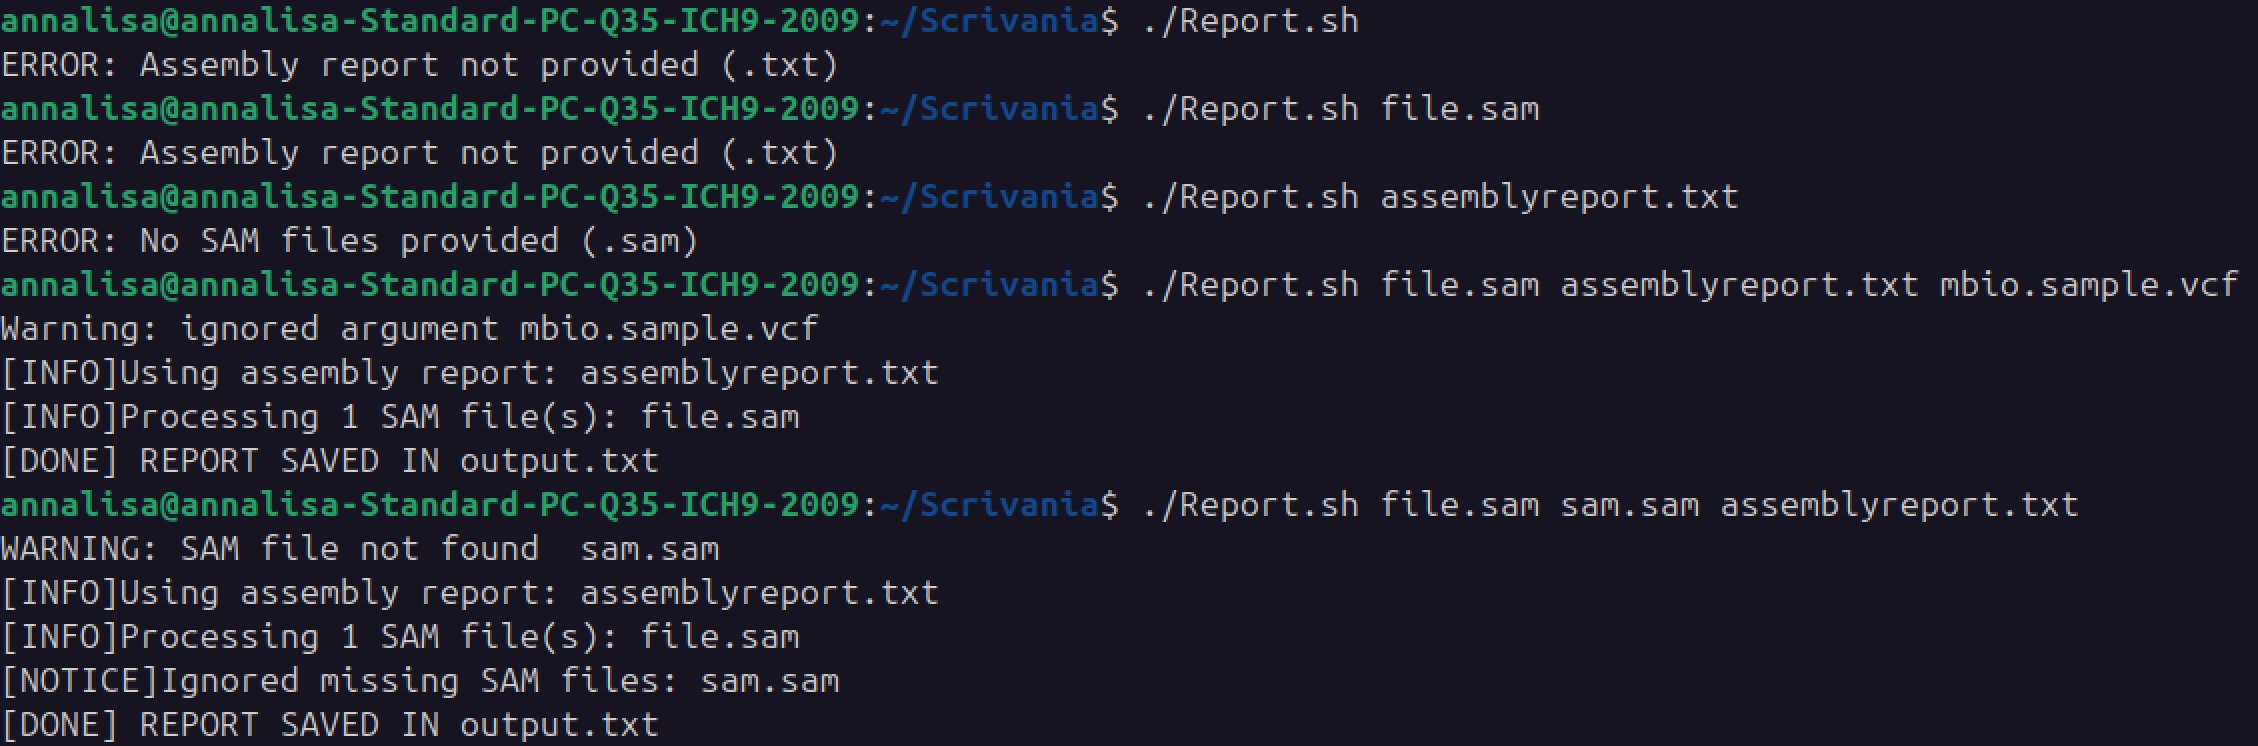 annalisa@annalisa-Standard-PC-Q35-ICH9-2009:~/Scrivania$ ./Report.sh
ERROR: Assembly report not provided (.txt)
annalisa@annalisa-Standard-PC-Q35-ICH9-2009:~/Scrivania$ ./Report.sh file.sam
ERROR: Assembly report not provided (.txt)
annalisa@annalisa-Standard-PC-Q35-ICH9-2009:~/Scrivania$ ./Report.sh assemblyreport.txt
ERROR: No SAM files provided (.sam)
annalisa@annalisa-Standard-PC-Q35-ICH9-2009:~/Scrivania$ ./Report.sh file.sam assemblyreport.txt mbio.sample.vcf
Warning: ignored argument mbio.sample.vcf
[INFO]Using assembly report: assemblyreport.txt
[INFO]Processing 1 SAM file(s): file.sam
[DONE] REPORT SAVED IN output.txt
annalisa@annalisa-Standard-PC-Q35-ICH9-2009:~/Scrivania$ ./Report.sh file.sam sam.sam assemblyreport.txt
WARNING: SAM file not found  sam.sam
[INFO]Using assembly report: assemblyreport.txt
[INFO]Processing 1 SAM file(s): file.sam
[NOTICE]Ignored missing SAM files: sam.sam
[DONE] REPORT SAVED IN output.txt